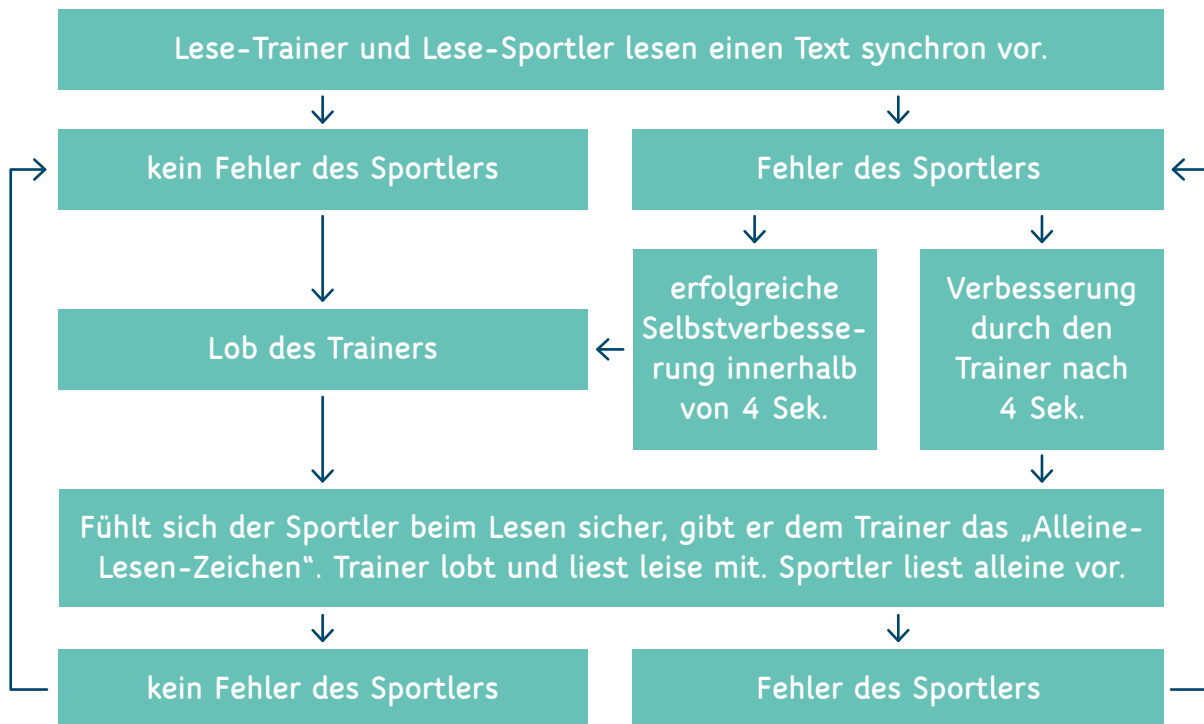 Lese-Trainer und Lese-Sportler lesen einen Text synchron vor.
kein Fehler des Sportlers
Fehler des Sportlers
Lob des Trainers
erfolgreiche
Selbstverbesse-
rung innerhalb
von 4 Sek.
Verbesserung
durch den
Trainer nach
4 Sek.
Fühlt sich der Sportler beim Lesen sicher, gibt er dem Trainer das „Alleine-
Lesen-Zeichen“. Trainer lobt und liest leise mit. Sportler liest alleine vor.
kein Fehler des Sportlers
Fehler des Sportlers